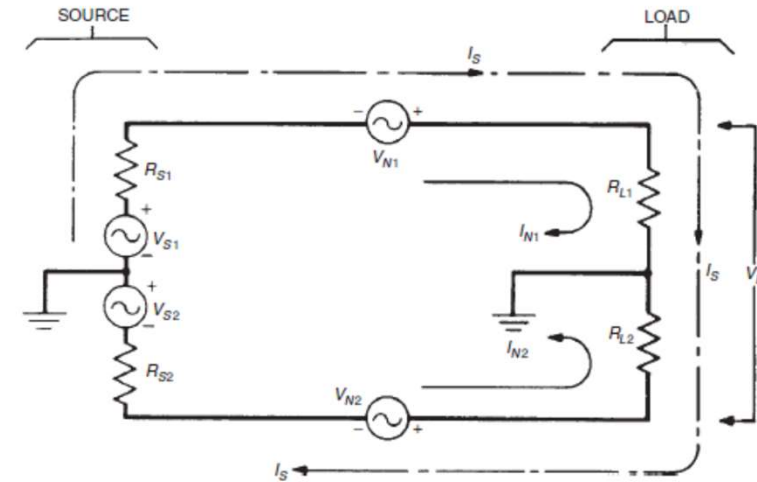 SOURCE
LOAD
I_S
− +
V_N1
R_S1
R_L1
+
V_S1
−
I_N1
I_S
+
V_S2
−
I_N2
R_L2
R_S2
V_N2
− +
I_S